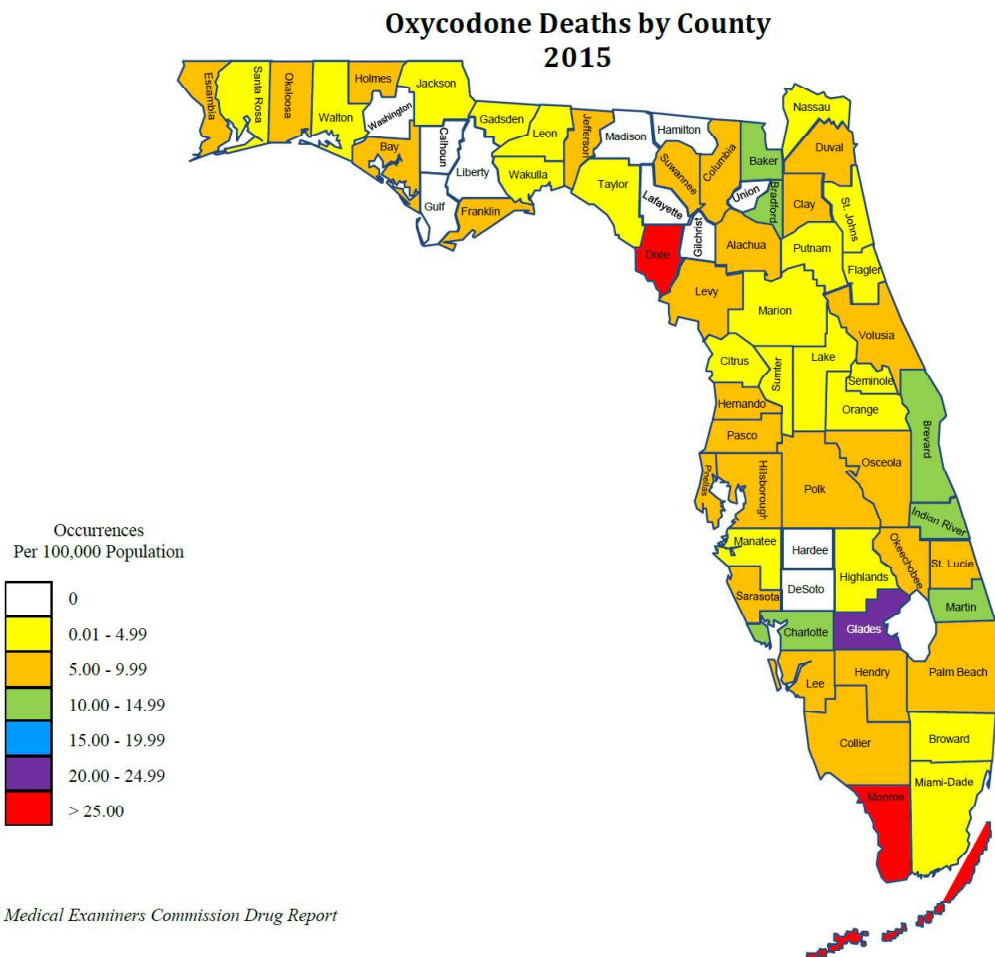 Oxycodone Deaths by County
2015
Escambia
Santa Rosa
Okaloosa
Walton
Holmes
Washington
Jackson
Bay
Calhoun
Gulf
Liberty
Gadsden
Leon
Wakulla
Franklin
Jefferson
Madison
Taylor
Hamilton
Suwannee
Lafayette
Dixie
Columbia
Gilchrist
Baker
Union
Bradford
Alachua
Levy
Nassau
Duval
Clay
St. Johns
Putnam
Flagler
Marion
Volusia
Citrus
Sumter
Lake
Seminole
Orange
Hernando
Pasco
Brevard
Pinellas
Hilsborough
Polk
Osceola
Indian River
Manatee
Hardee
Highlands
Okeechobee
St. Lucie
Sarasota
DeSoto
Martin
Charlotte
Glades
Lee
Hendry
Palm Beach
Collier
Broward
Miami-Dade
Monroe
Occurrences
Per 100,000 Population
0
0.01 - 4.99
5.00 - 9.99
10.00 - 14.99
15.00 - 19.99
20.00 - 24.99
> 25.00
Medical Examiners Commission Drug Report